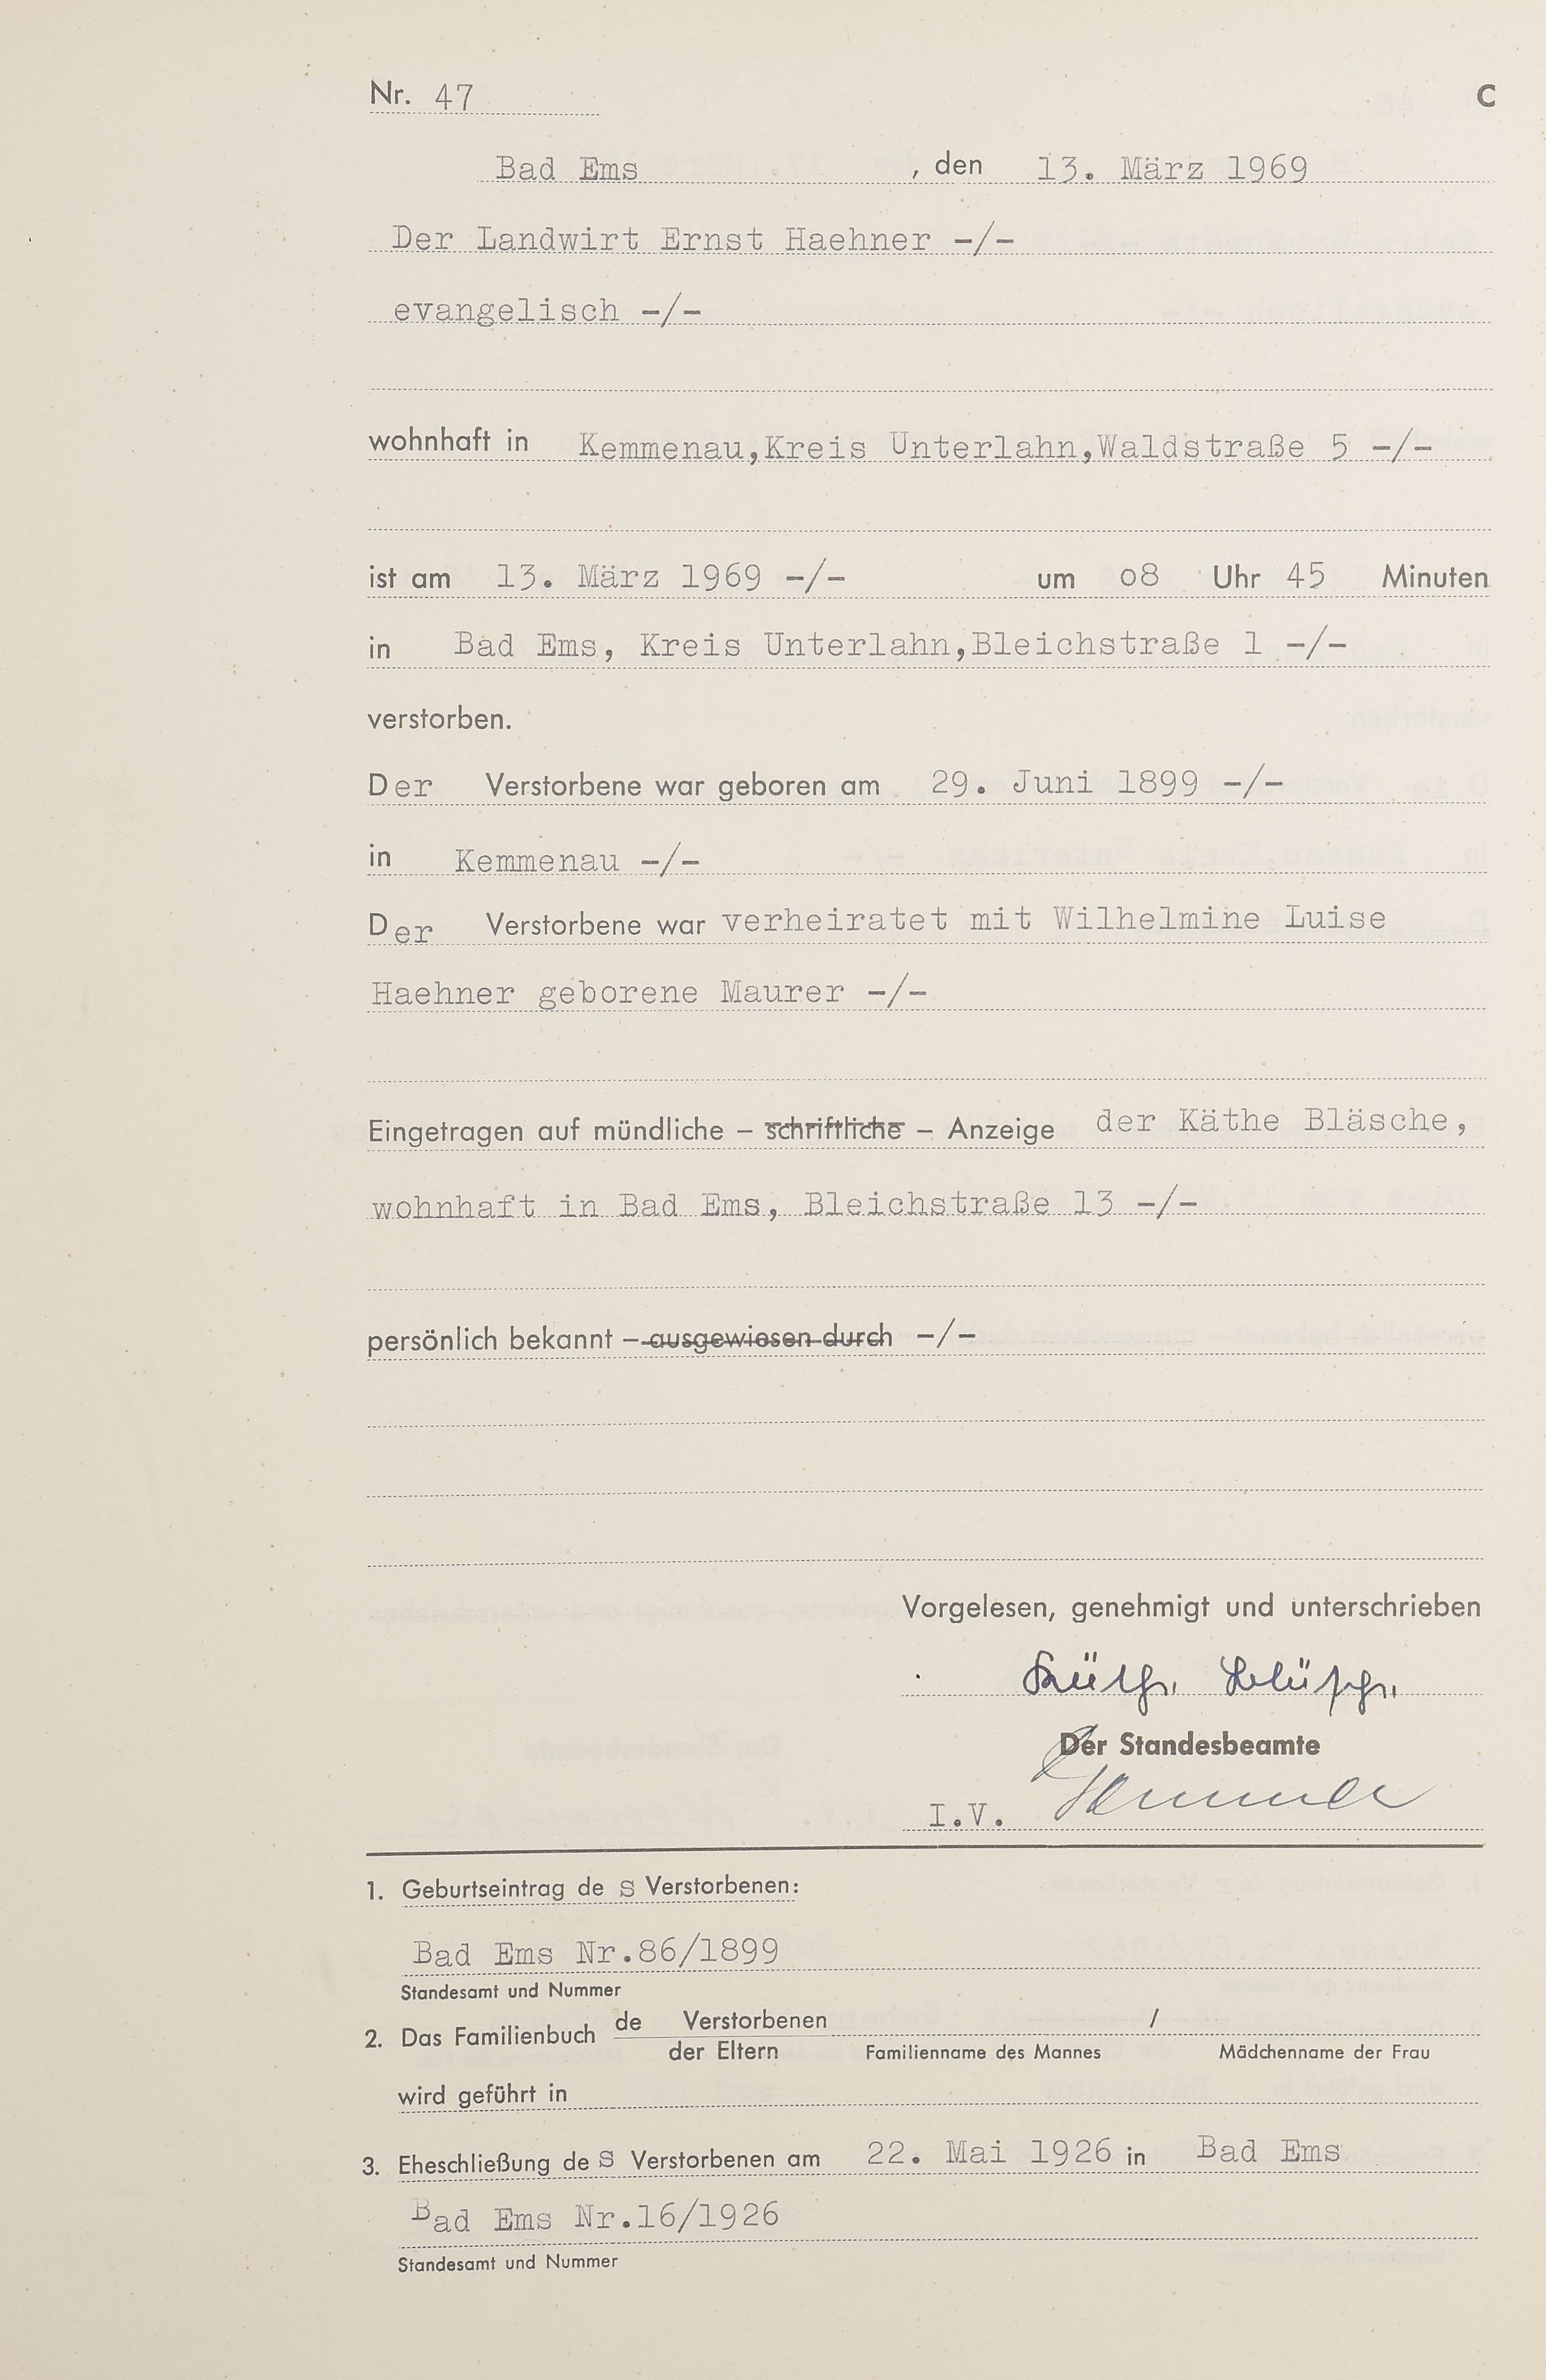 Nr. 47
C
Bad Ems , den 13. März 1969
Der Landwirt Ernst Haehner -/-
evangelisch -/-
wohnhaft in Kemmenau,Kreis Unterlahn,Waldstraße 5 -/-
ist am 13. März 1969 -/- um o8 Uhr 45 Minuten
in Bad Ems, Kreis Unterlahn,Bleichstraße 1 -/-
verstorben.
Der Verstorbene war geboren am 29. Juni 1899 -/-
in Kemmenau -/-
Der Verstorbene war verheiratet mit Wilhelmine Luise
Haehner geborene Maurer -/-
Eingetragen auf mündliche – schriftliche – Anzeige der Käthe Bläsche,
wohnhaft in Bad Ems, Bleichstraße 13 -/-
persönlich bekannt – ausgewiesen durch -/-
Vorgelesen, genehmigt und unterschrieben
Käthe Bläsche
Der Standesbeamte
I.V.
1. Geburtseintrag de s Verstorbenen:
Bad Ems Nr.86/1899
Standesamt und Nummer
2. Das Familienbuch de Verstorbenen /
der Eltern Familienname des Mannes Mädchenname der Frau
wird geführt in
3. Eheschließung de s Verstorbenen am 22. Mai 1926 in Bad Ems
Bad Ems Nr.16/1926
Standesamt und Nummer